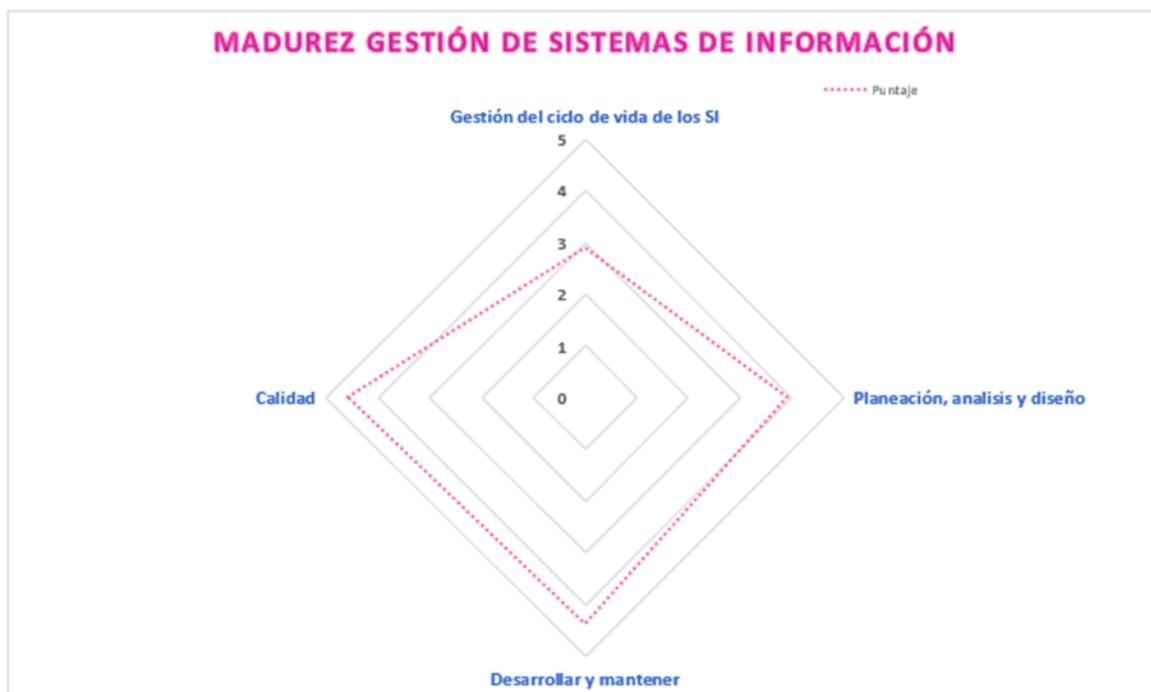 MADUREZ GESTIÓN DE SISTEMAS DE INFORMACIÓN
Puntaje
Gestión del ciclo de vida de los SI
5
4
3
2
1
0
Calidad
Planeación, analisis y diseño
Desarrollar y mantener